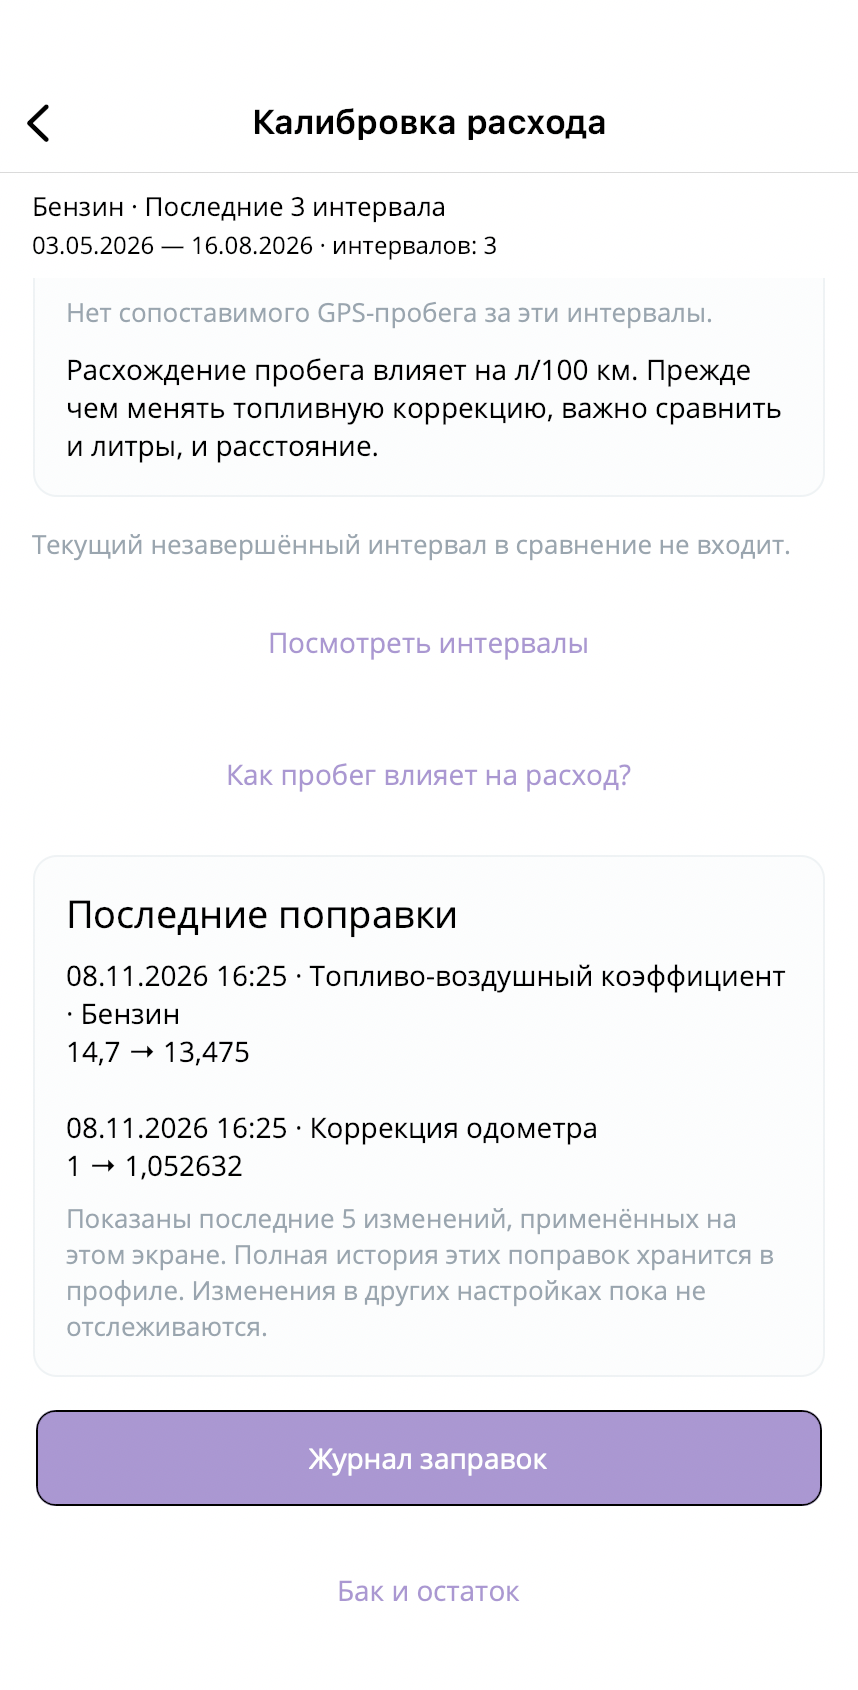 Калибровка расхода
Бензин · Последние 3 интервала
03.05.2026 — 16.08.2026 · интервалов: 3
Нет сопоставимого GPS-пробега за эти интервалы.
Расхождение пробега влияет на л/100 км. Прежде
чем менять топливную коррекцию, важно сравнить
и литры, и расстояние.
Текущий незавершённый интервал в сравнение не входит.
Посмотреть интервалы
Как пробег влияет на расход?
Последние поправки
08.11.2026 16:25 · Топливо-воздушный коэффициент
· Бензин
14,7 → 13,475
08.11.2026 16:25 · Коррекция одометра
1 → 1,052632
Показаны последние 5 изменений, применённых на
этом экране. Полная история этих поправок хранится в
профиле. Изменения в других настройках пока не
отслеживаются.
Журнал заправок
Бак и остаток